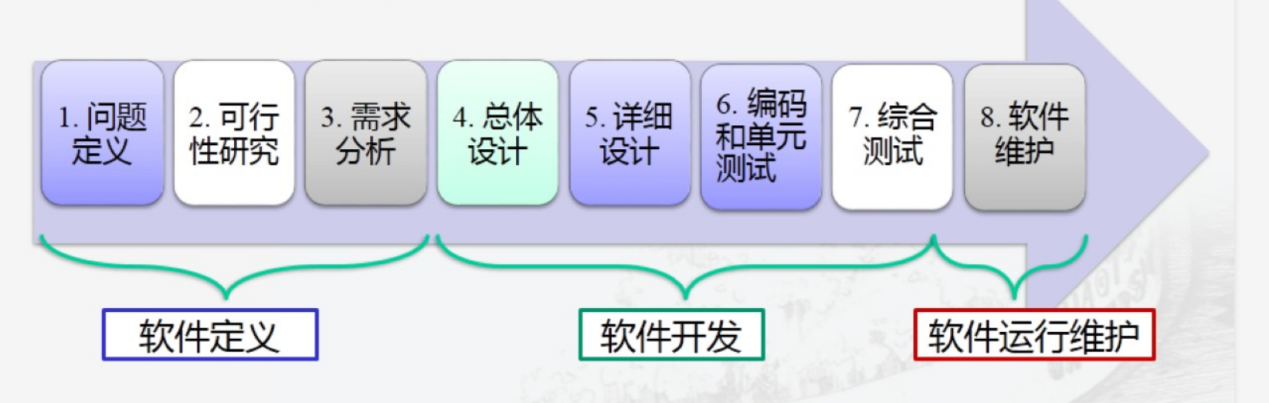 1. 问题
定义
2. 可行
性研究
3. 需求
分析
4. 总体
设计
5. 详细
设计
6. 编码
和单元
测试
7. 综合
测试
8. 软件
维护
软件定义
软件开发
软件运行维护